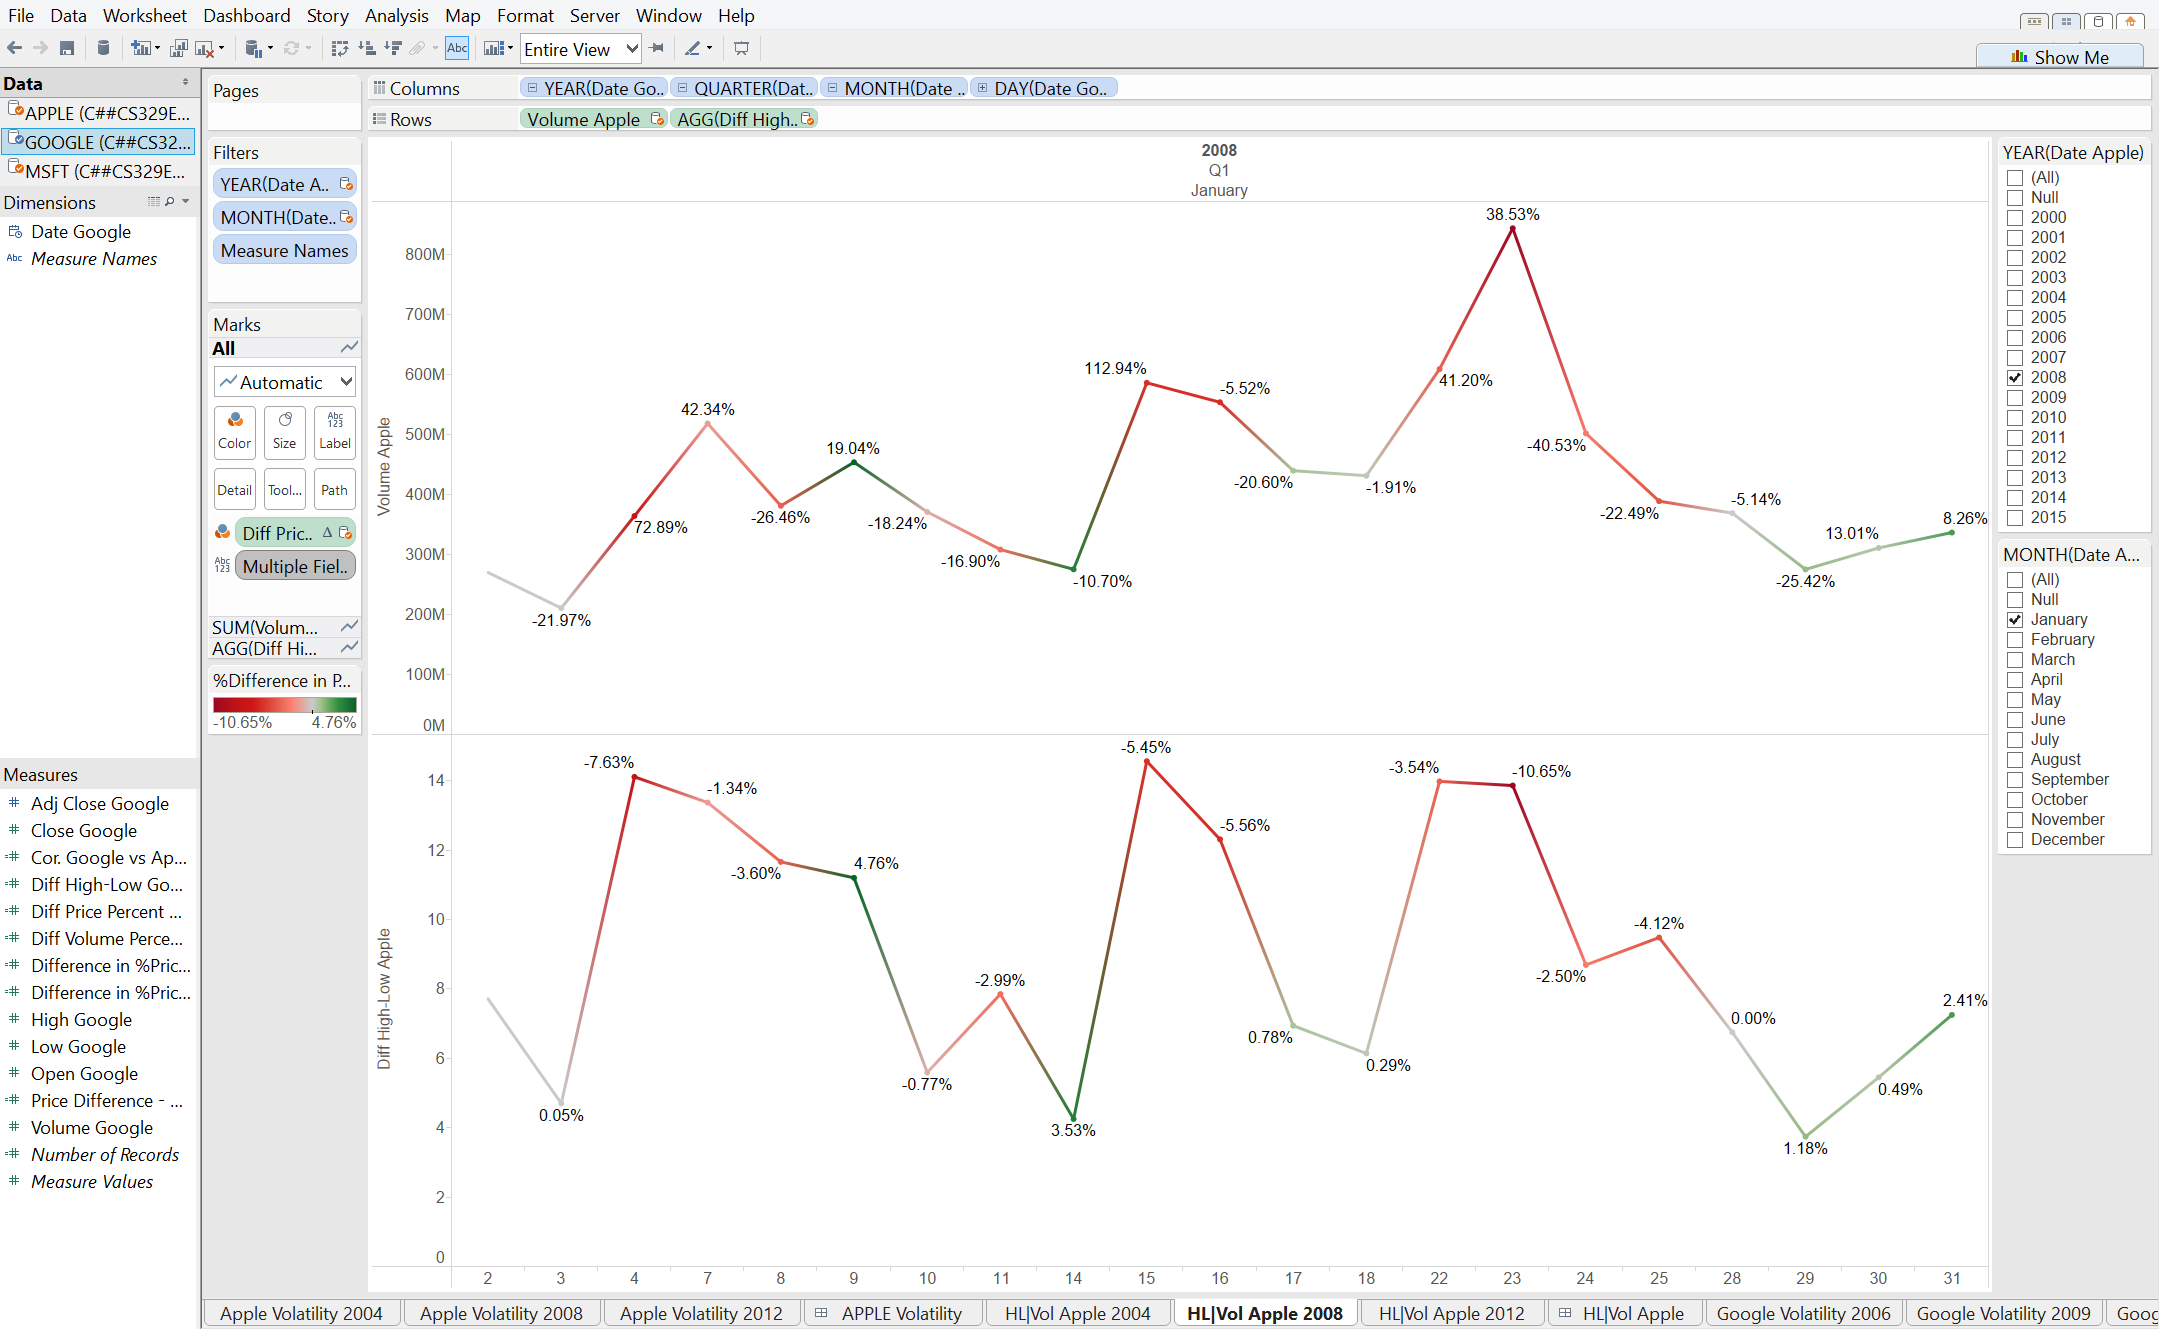 File Data Worksheet Dashboard Story Analysis Map Format Server Window Help
Abc Entire View Show Me
Data
APPLE (C##CS329E...
GOOGLE (C##CS32...
MSFT (C##CS329E...
Dimensions
Date Google
Abc Measure Names
Measures
Adj Close Google
Close Google
Cor. Google vs Ap...
Diff High-Low Go...
Diff Price Percent ...
Diff Volume Perce...
Difference in %Pric...
Difference in %Pric...
High Google
Low Google
Open Google
Price Difference - ...
Volume Google
Number of Records
Measure Values
Pages
Filters
YEAR(Date A..
MONTH(Date..
Measure Names
Marks
All
Automatic
Color Size Abc 123 Label
Detail Tool... Path
Diff Pric.. Δ
Abc 123 Multiple Fiel..
SUM(Volum...
AGG(Diff Hi...
%Difference in P...
-10.65% 4.76%
Columns YEAR(Date Go.. QUARTER(Dat.. MONTH(Date .. DAY(Date Go..
Rows Volume Apple AGG(Diff High..
2008
Q1
January
Volume Apple
800M
700M
600M
500M
400M
300M
200M
100M
0M
-21.97%
72.89%
42.34%
-26.46%
19.04%
-18.24%
-16.90%
-10.70%
112.94%
-5.52%
-20.60%
-1.91%
41.20%
38.53%
-40.53%
-22.49%
-5.14%
-25.42%
13.01%
8.26%
Diff High-Low Apple
14
12
10
8
6
4
2
0
0.05%
-7.63%
-1.34%
-3.60%
4.76%
-0.77%
-2.99%
3.53%
-5.45%
-5.56%
0.78%
0.29%
-3.54%
-10.65%
-2.50%
-4.12%
0.00%
1.18%
0.49%
2.41%
2 3 4 7 8 9 10 11 14 15 16 17 18 22 23 24 25 28 29 30 31
YEAR(Date Apple)
(All)
Null
2000
2001
2002
2003
2004
2005
2006
2007
2008
2009
2010
2011
2012
2013
2014
2015
MONTH(Date A...
(All)
Null
January
February
March
April
May
June
July
August
September
October
November
December
Apple Volatility 2004 Apple Volatility 2008 Apple Volatility 2012 APPLE Volatility HL|Vol Apple 2004 HL|Vol Apple 2008 HL|Vol Apple 2012 HL|Vol Apple Google Volatility 2006 Google Volatility 2009 Goog